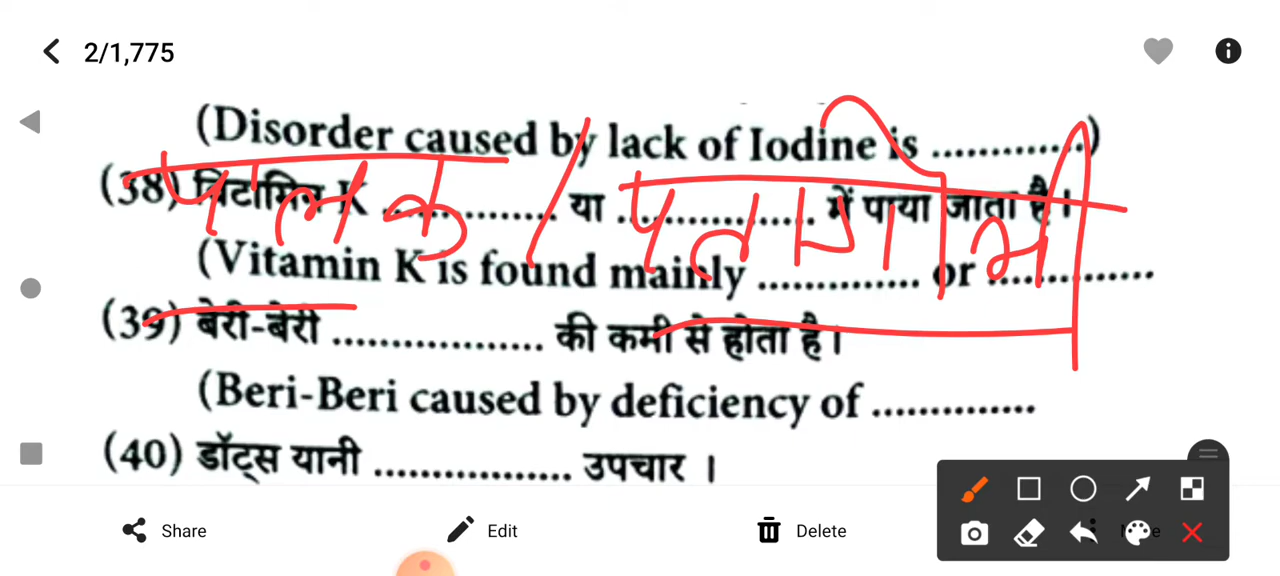 2/1,775
(Disorder caused by lack of Iodine is ..............)
(38) विटामिन K .................. या .................. में पाया जाता है।
पलक / पतागोभी
(Vitamin K is found mainly ............... or ...............
(39) बेरी-बेरी .................. की कमी से होता है।
(Beri-Beri caused by deficiency of ..............
(40) डॉट्स यानी ................. उपचार ।
Share Edit Delete